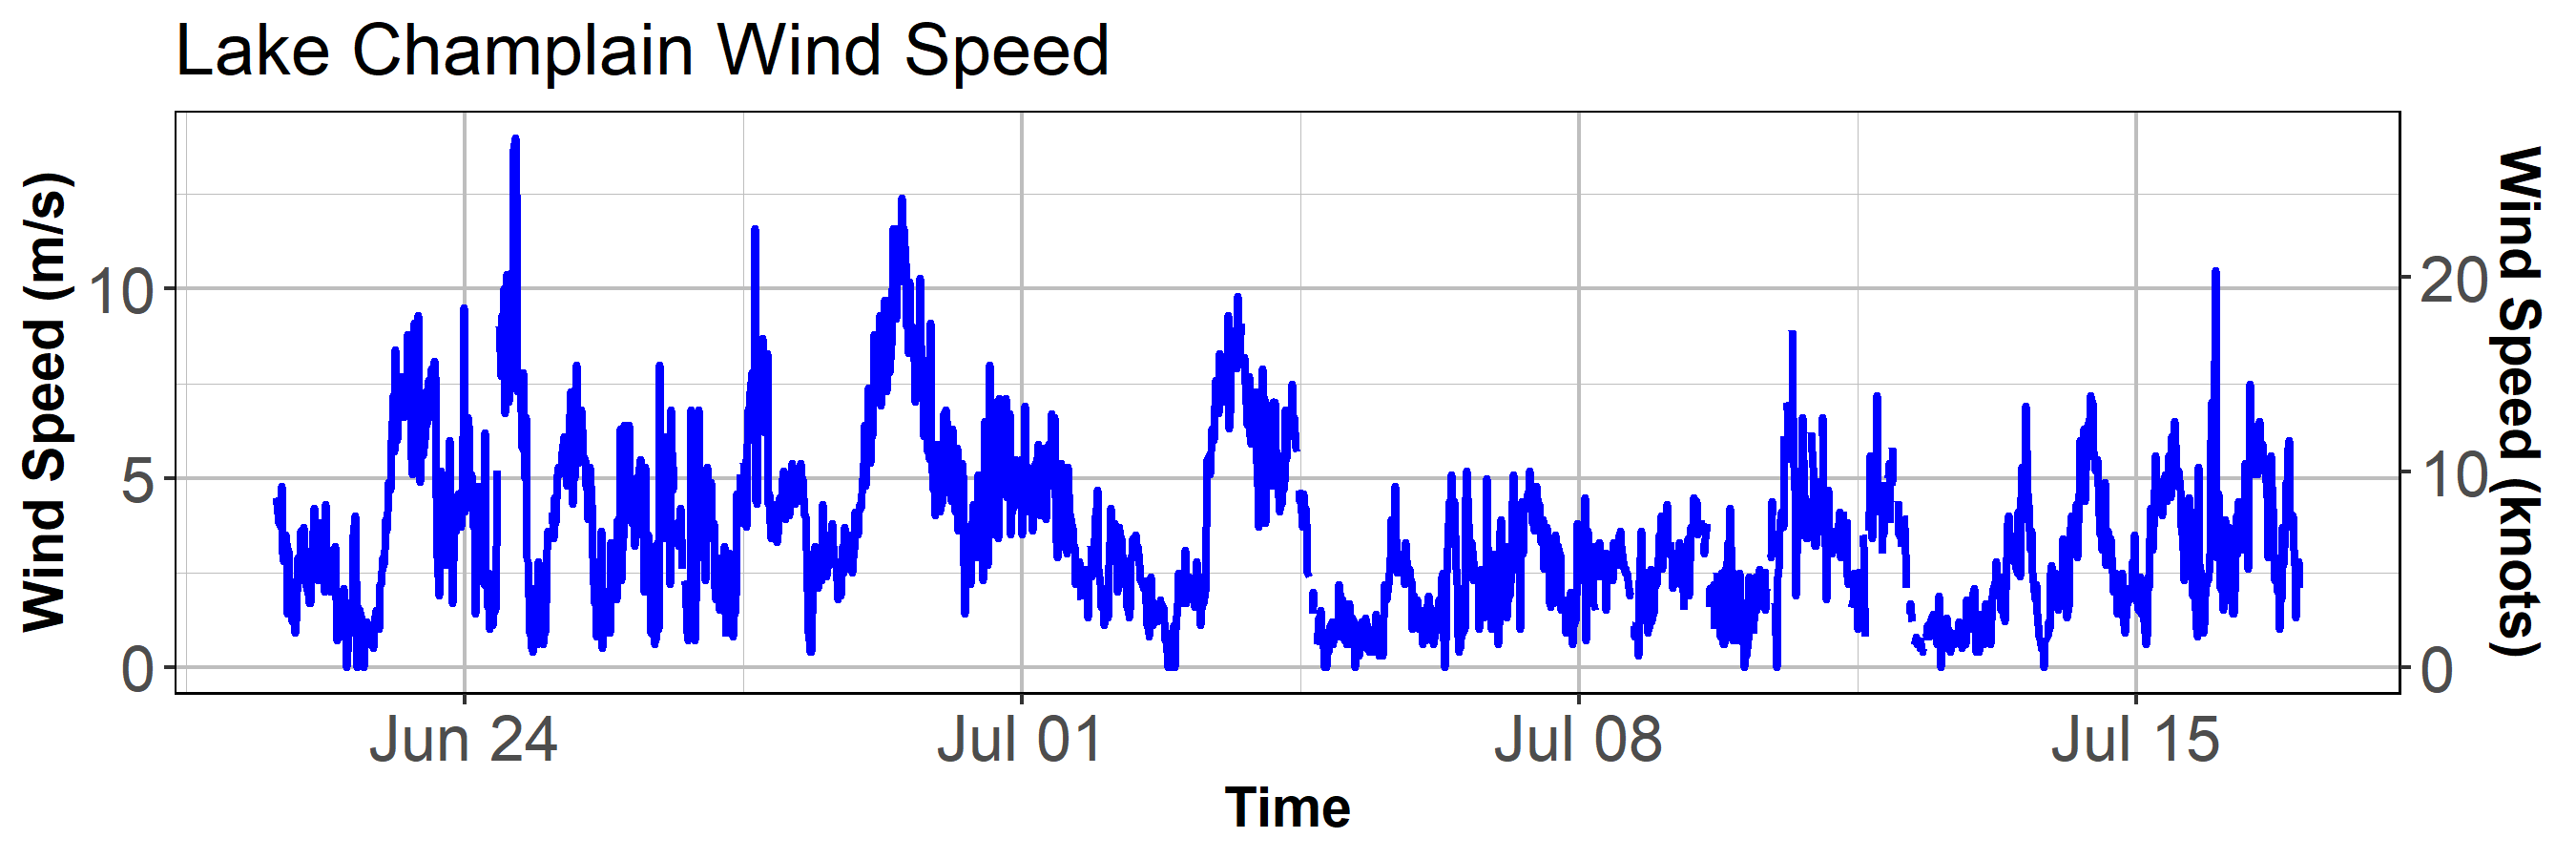 Lake Champlain Wind Speed
Wind Speed (m/s)
10
5
0
20
10
0
Wind Speed (knots)
Jun 24
Jul 01
Jul 08
Jul 15
Time